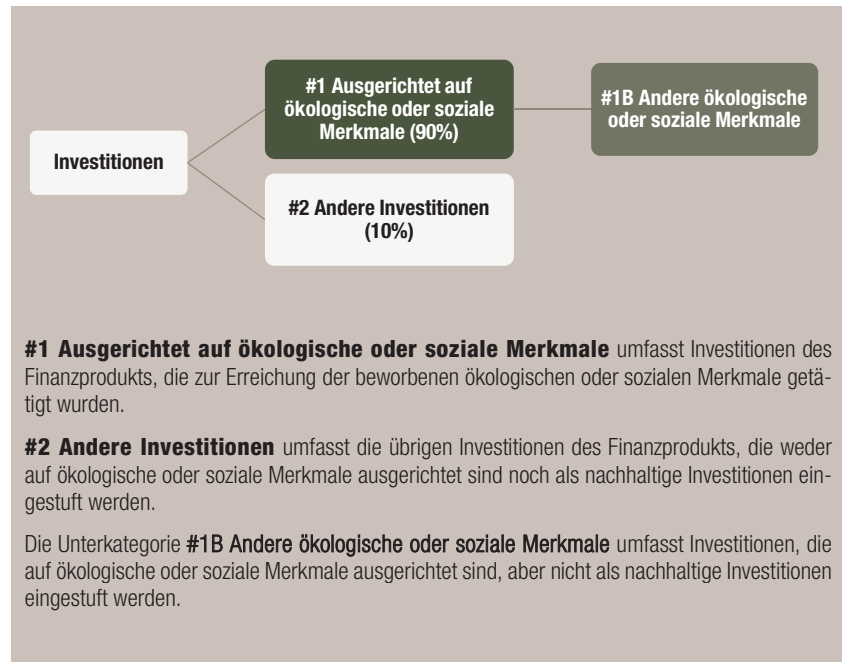 #1 Ausgerichtet auf
ökologische oder soziale
Merkmale (90%)
#1B Andere ökologische
oder soziale Merkmale
Investitionen
#2 Andere Investitionen
(10%)
#1 Ausgerichtet auf ökologische oder soziale Merkmale umfasst Investitionen des
Finanzprodukts, die zur Erreichung der beworbenen ökologischen oder sozialen Merkmale getä-
tigt wurden.
#2 Andere Investitionen umfasst die übrigen Investitionen des Finanzprodukts, die weder
auf ökologische oder soziale Merkmale ausgerichtet sind noch als nachhaltige Investitionen ein-
gestuft werden.
Die Unterkategorie #1B Andere ökologische oder soziale Merkmale umfasst Investitionen, die
auf ökologische oder soziale Merkmale ausgerichtet sind, aber nicht als nachhaltige Investitionen
eingestuft werden.